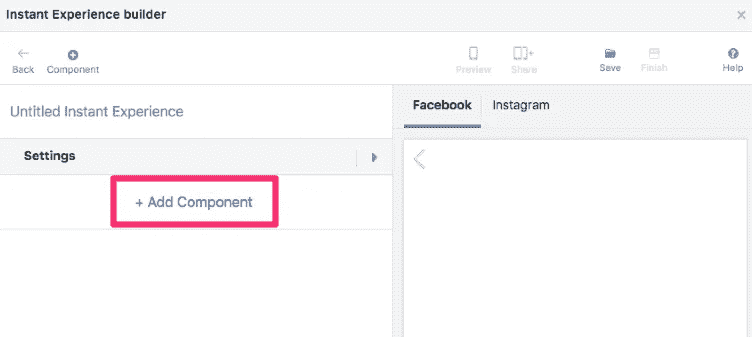 Instant Experience builder
Back Component Preview Share Save Finish Help
Untitled Instant Experience
Facebook Instagram
Settings
+ Add Component